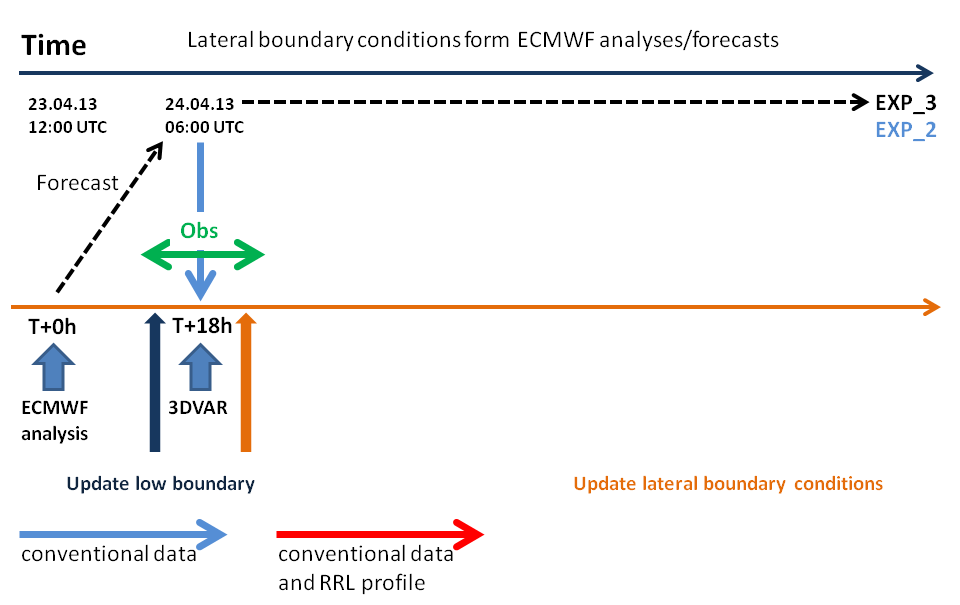 Time
Lateral boundary conditions form ECMWF analyses/forecasts
23.04.13
12:00 UTC
24.04.13
06:00 UTC
EXP_3
EXP_2
Forecast
Obs
T+0h
T+18h
ECMWF
analysis
3DVAR
Update low boundary
Update lateral boundary conditions
conventional data
conventional data
and RRL profile